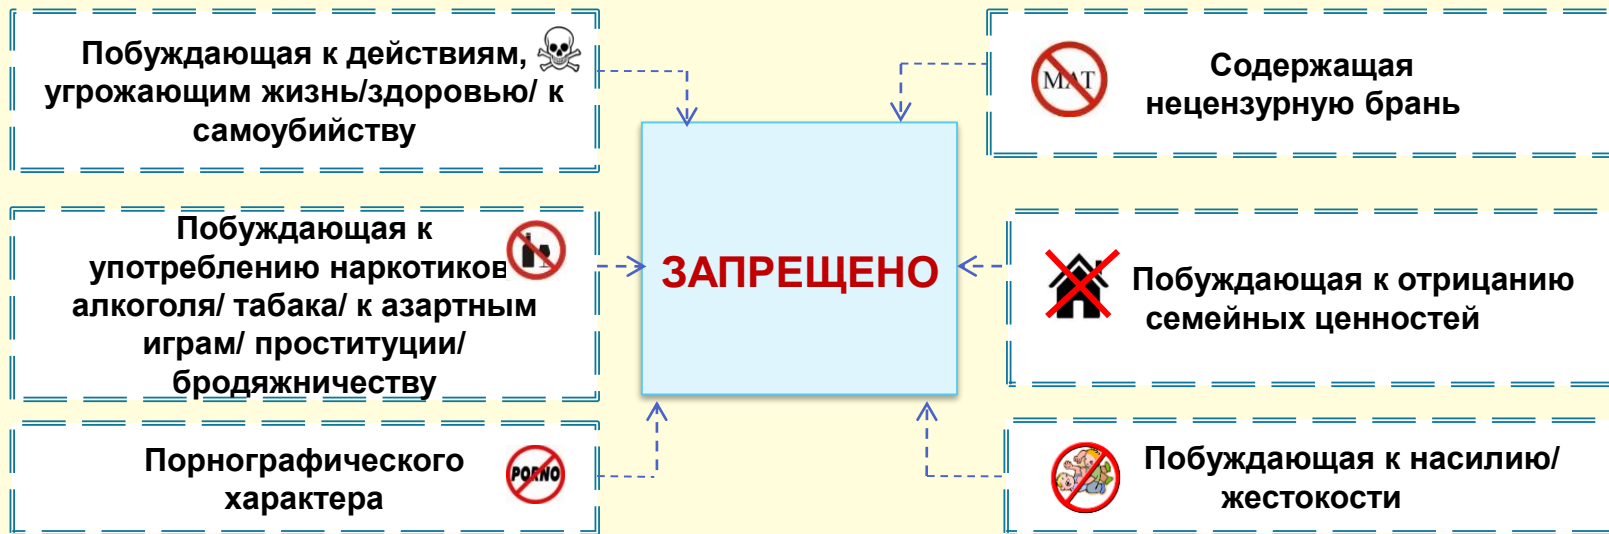 Побуждающая к действиям,
угрожающим жизнь/здоровью/ к
самоубийству
Побуждающая к
употреблению наркотиков
алкоголя/ табака/ к азартным
играм/ проституции/
бродяжничеству
Порнографического
характера
PORNO
ЗАПРЕЩЕНО
МАТ
Содержащая
нецензурную брань
Побуждающая к отрицанию
семейных ценностей
Побуждающая к насилию/
жестокости